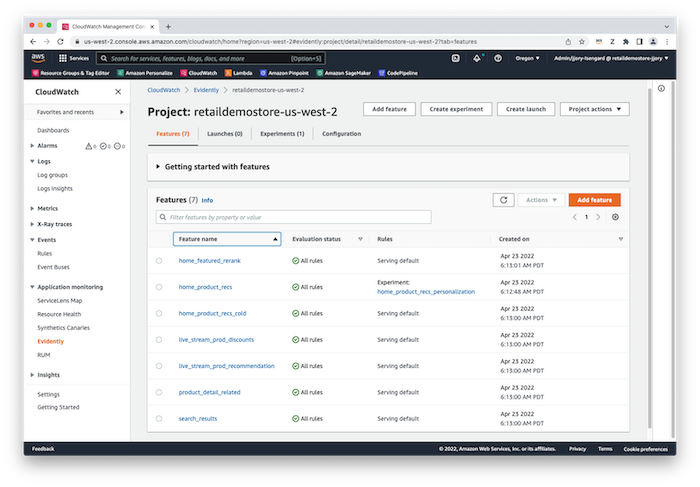 CloudWatch Management Con
us-west-2.console.aws.amazon.com/cloudwatch/home?region=us-west-2#evidently:project/detail/retaildemostore-us-west-2?tab=features
aws
Services
Search for services, features, blogs, docs, and more
[Option+S]
Oregon
Admin/jjory-isengard @ retaildemostore-jjory
Resource Groups & Tag Editor
Amazon Personalize
CloudWatch
Lambda
Amazon Pinpoint
Amazon SageMaker
CodePipeline
CloudWatch
Favorites and recents
Dashboards
Alarms 0 0 0
Logs
Log groups
Logs Insights
Metrics
X-Ray traces
Events
Rules
Event Buses
Application monitoring
ServiceLens Map
Resource Health
Synthetics Canaries
Evidently
RUM
Insights
Settings
Getting Started
CloudWatch > Evidently > retaildemostore-us-west-2
Project: retaildemostore-us-west-2
Add feature
Create experiment
Create launch
Project actions
Features (7)
Launches (0)
Experiments (1)
Configuration
Getting started with features
Features (7) Info
Actions
Add feature
Filter features by property or value
1
Feature name
Evaluation status
Rules
Created on
home_featured_rerank
All rules
Serving default
Apr 23 2022
6:13:01 AM PDT
home_product_recs
All rules
Experiment:
home_product_recs_personalization
Apr 23 2022
6:12:48 AM PDT
home_product_recs_cold
All rules
Serving default
Apr 23 2022
6:13:00 AM PDT
live_stream_prod_discounts
All rules
Serving default
Apr 23 2022
6:13:00 AM PDT
live_stream_prod_recommendation
All rules
Serving default
Apr 23 2022
6:13:00 AM PDT
product_detail_related
All rules
Serving default
Apr 23 2022
6:13:00 AM PDT
search_results
All rules
Serving default
Apr 23 2022
6:13:00 AM PDT
Feedback
© 2022, Amazon Web Services, Inc. or its affiliates.
Privacy
Terms
Cookie preferences